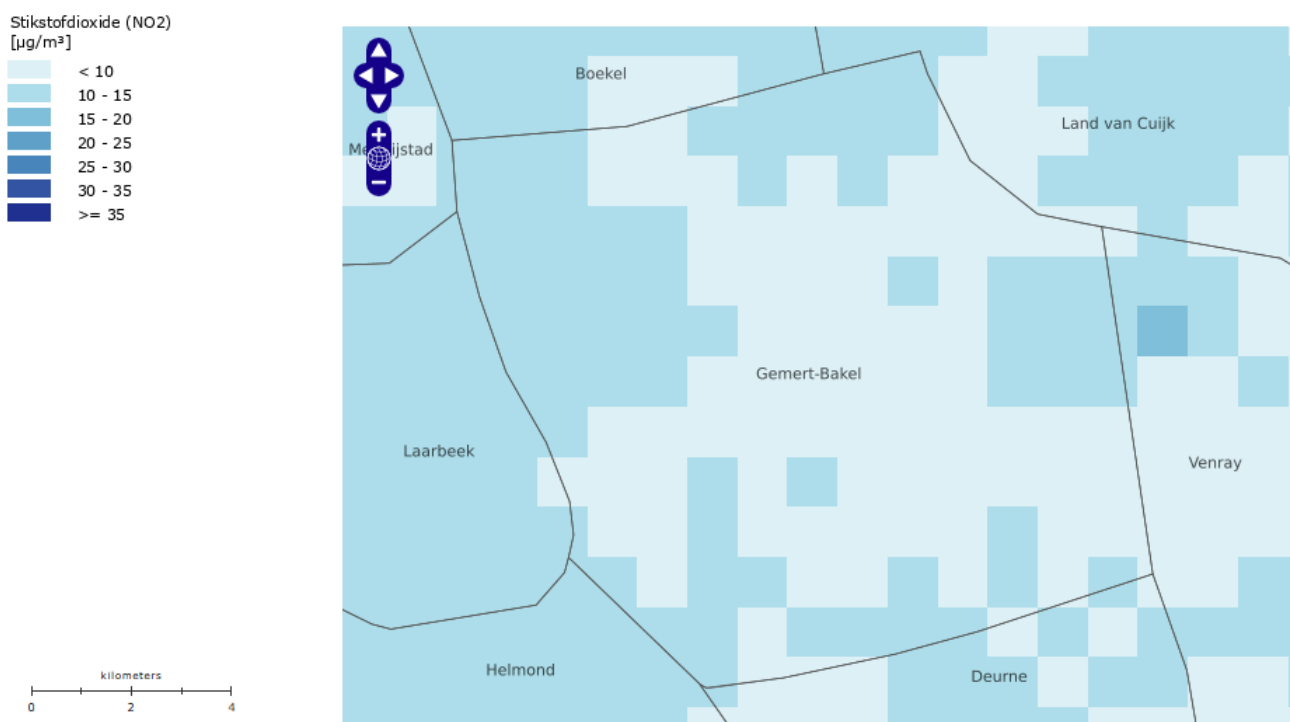 Stikstofdioxide (NO2)
[µg/m³]
< 10
10 - 15
15 - 20
20 - 25
25 - 30
30 - 35
>= 35
Boekel
Land van Cuijk
Gemert-Bakel
Laarbeek
Venray
Helmond
Deurne
kilometers
0 2 4